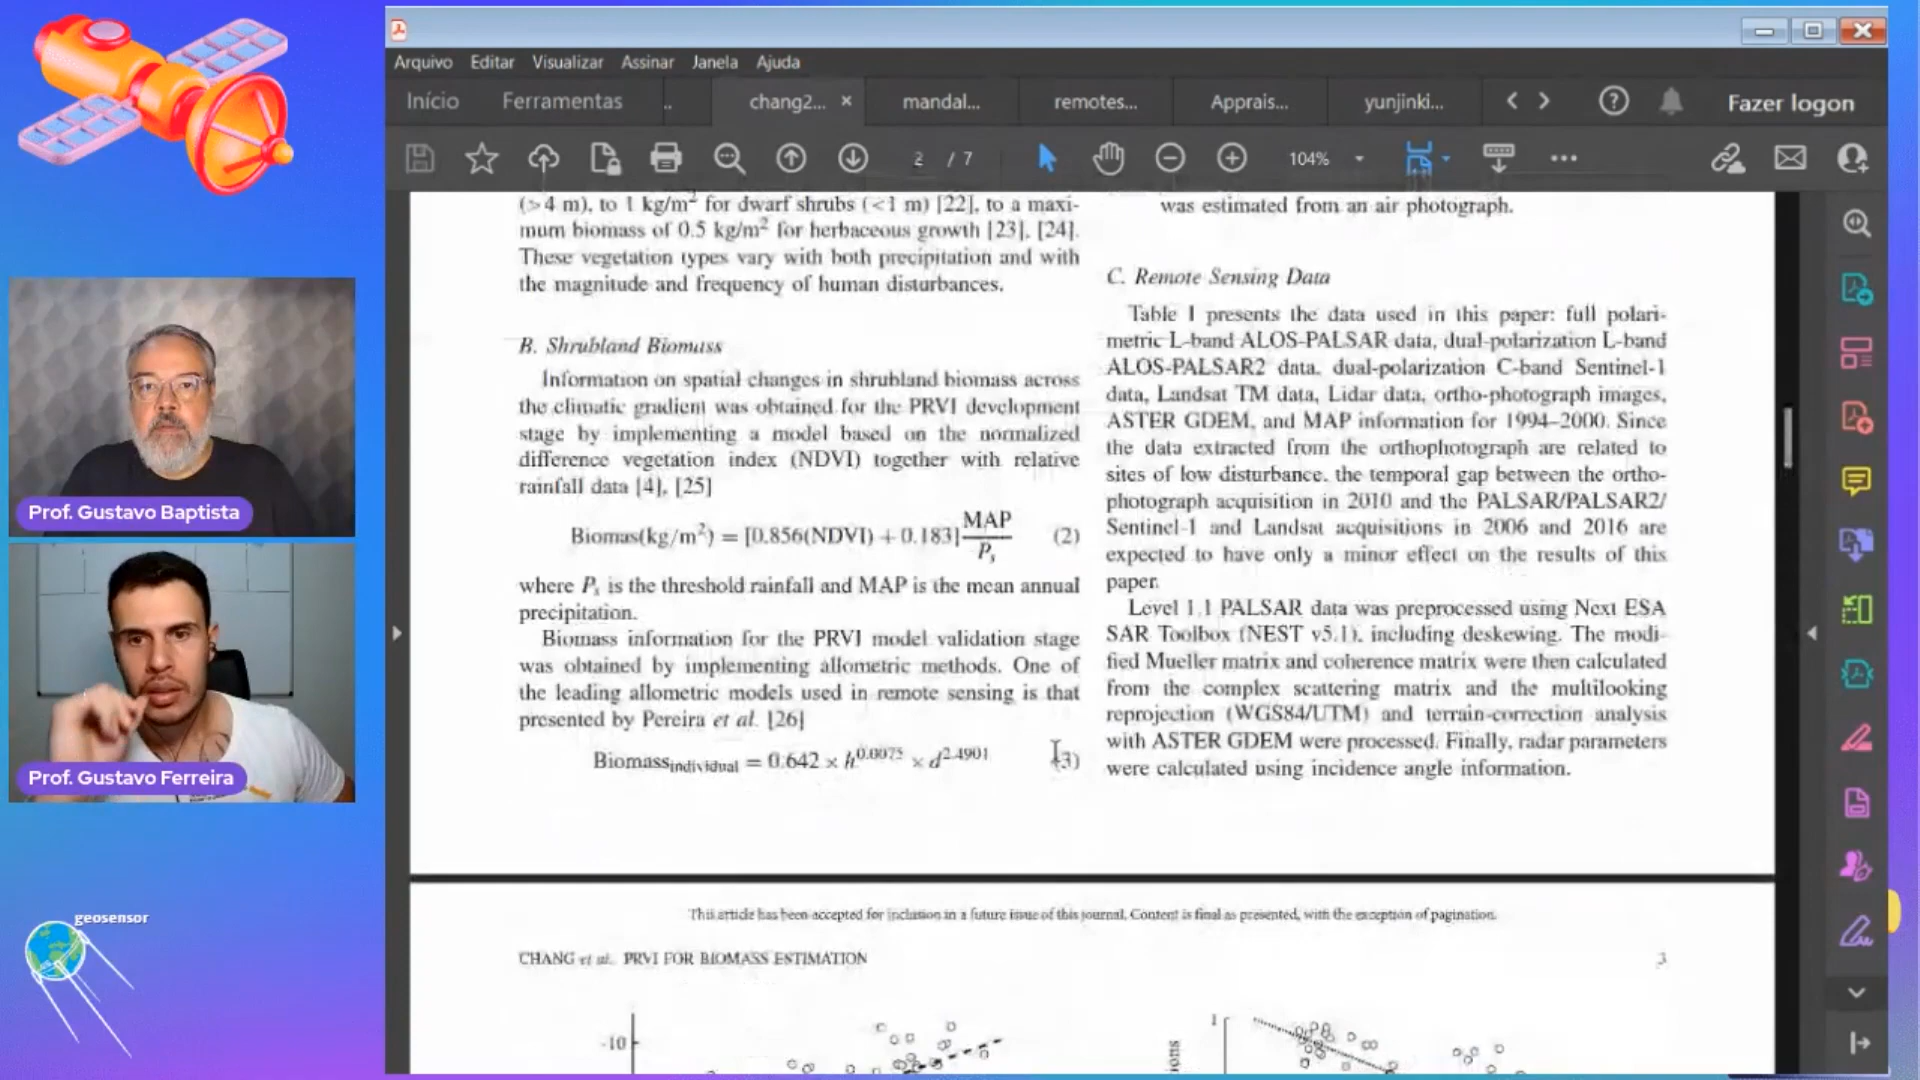 Arquivo Editar Visualizar Assinar Janela Ajuda
Início Ferramentas .. chang2... × mandal... remotes... Apprais... yunjinki... Fazer logon
2 / 7 104%
(>4 m), to 1 kg/m² for dwarf shrubs (<1 m) [22], to a maxi-
mum biomass of 0.5 kg/m² for herbaceous growth [23], [24].
These vegetation types vary with both precipitation and with
the magnitude and frequency of human disturbances.
B. Shrubland Biomass
Information on spatial changes in shrubland biomass across
the climatic gradient was obtained for the PRVI development
stage by implementing a model based on the normalized
difference vegetation index (NDVI) together with relative
rainfall data [4], [25]
Biomas(kg/m²) = [0.856(NDVI) + 0.183] MAP / Ps (2)
where Ps is the threshold rainfall and MAP is the mean annual
precipitation.
Biomass information for the PRVI model validation stage
was obtained by implementing allometric methods. One of
the leading allometric models used in remote sensing is that
presented by Pereira et al. [26]
Biomass individual = 0.642 × h^0.0075 × d^2.4901 (3)
was estimated from an air photograph.
C. Remote Sensing Data
Table I presents the data used in this paper: full polari-
metric L-band ALOS-PALSAR data, dual-polarization L-band
ALOS-PALSAR2 data, dual-polarization C-band Sentinel-1
data, Landsat TM data, Lidar data, ortho-photograph images,
ASTER GDEM, and MAP information for 1994–2000. Since
the data extracted from the orthophotograph are related to
sites of low disturbance, the temporal gap between the ortho-
photograph acquisition in 2010 and the PALSAR/PALSAR2/
Sentinel-1 and Landsat acquisitions in 2006 and 2016 are
expected to have only a minor effect on the results of this
paper.
Level 1.1 PALSAR data was preprocessed using Next ESA
SAR Toolbox (NEST v5.1), including deskewing. The modi-
fied Mueller matrix and coherence matrix were then calculated
from the complex scattering matrix and the multilooking
reprojection (WGS84/UTM) and terrain-correction analysis
with ASTER GDEM were processed. Finally, radar parameters
were calculated using incidence angle information.
This article has been accepted for inclusion in a future issue of this journal. Content is final as presented, with the exception of pagination.
CHANG et al.: PRVI FOR BIOMASS ESTIMATION 3
-10
1
Prof. Gustavo Baptista
Prof. Gustavo Ferreira
geosensor